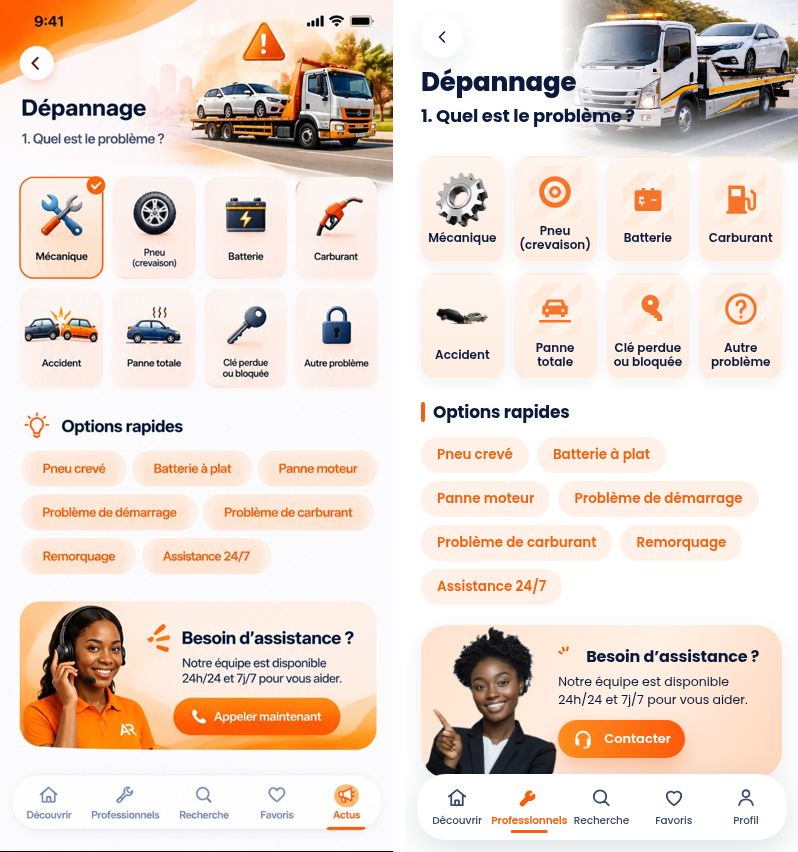 9:41
Dépannage
1. Quel est le problème ?
Mécanique
Pneu
(crevaison)
Batterie
Carburant
Accident
Panne totale
Clé perdue
ou bloquée
Autre problème
Options rapides
Pneu crevé
Batterie à plat
Panne moteur
Problème de démarrage
Problème de carburant
Remorquage
Assistance 24/7
Besoin d’assistance ?
Notre équipe est disponible
24h/24 et 7j/7 pour vous aider.
Appeler maintenant
AR
Découvrir
Professionnels
Recherche
Favoris
Actus
Dépannage
1. Quel est le problème ?
Mécanique
Pneu
(crevaison)
Batterie
Carburant
Accident
Panne
totale
Clé perdue
ou bloquée
Autre
problème
Options rapides
Pneu crevé
Batterie à plat
Panne moteur
Problème de démarrage
Problème de carburant
Remorquage
Assistance 24/7
Besoin d’assistance ?
Notre équipe est disponible
24h/24 et 7j/7 pour vous aider.
Contacter
Découvrir
Professionnels
Recherche
Favoris
Profil